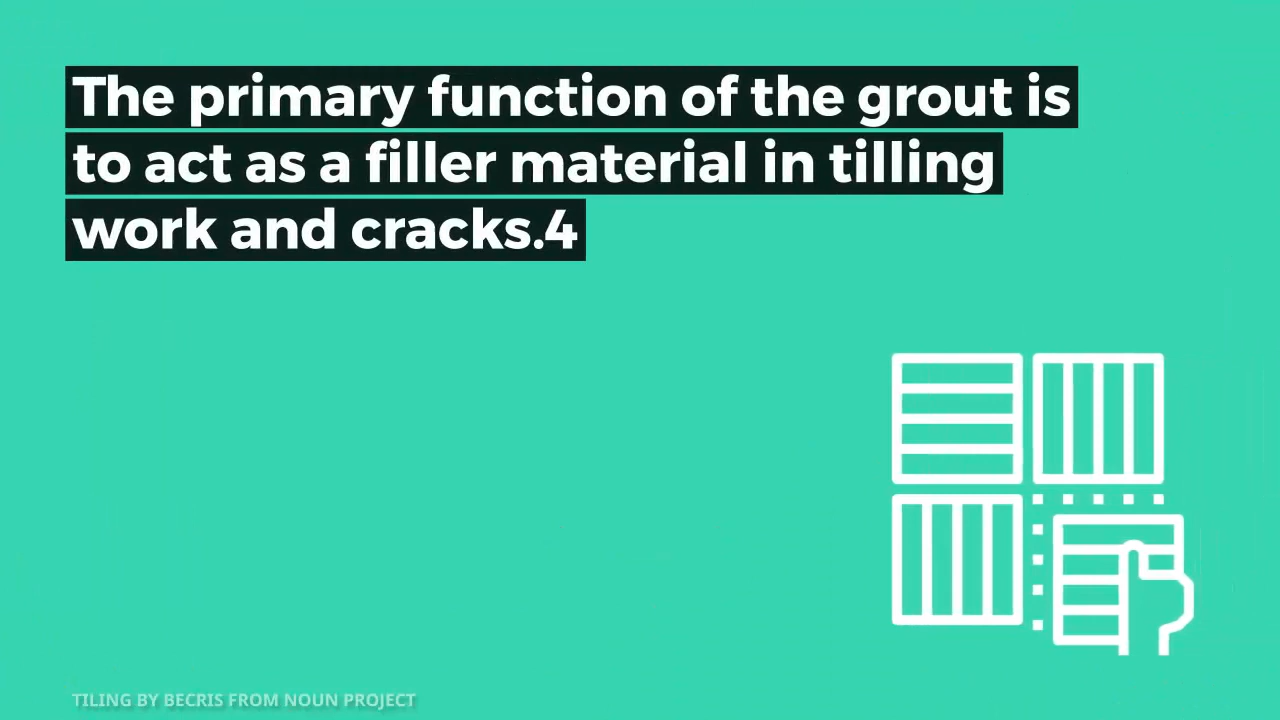 The primary function of the grout is
to act as a filler material in tilling
work and cracks.4
TILING BY BECRIS FROM NOUN PROJECT